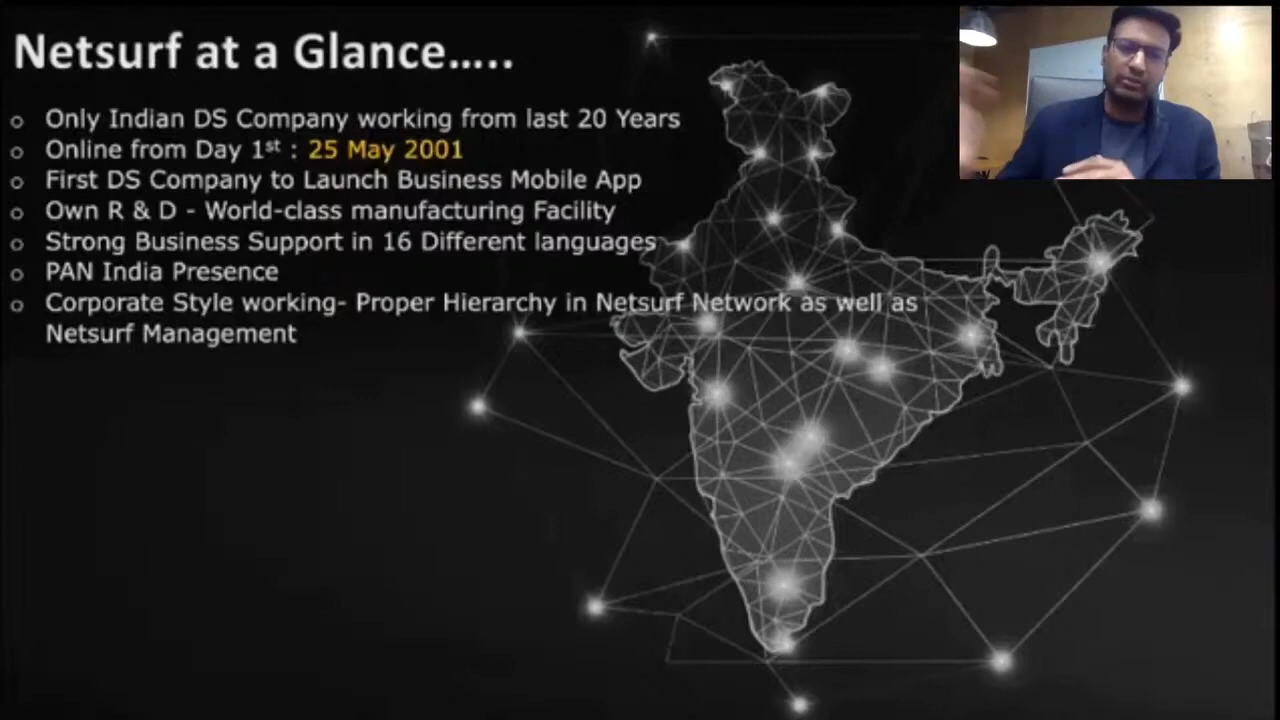 Netsurf at a Glance.....
o Only Indian DS Company working from last 20 Years
o Online from Day 1st : 25 May 2001
o First DS Company to Launch Business Mobile App
o Own R & D - World-class manufacturing Facility
o Strong Business Support in 16 Different languages
o PAN India Presence
o Corporate Style working- Proper Hierarchy in Netsurf Network as well as
Netsurf Management